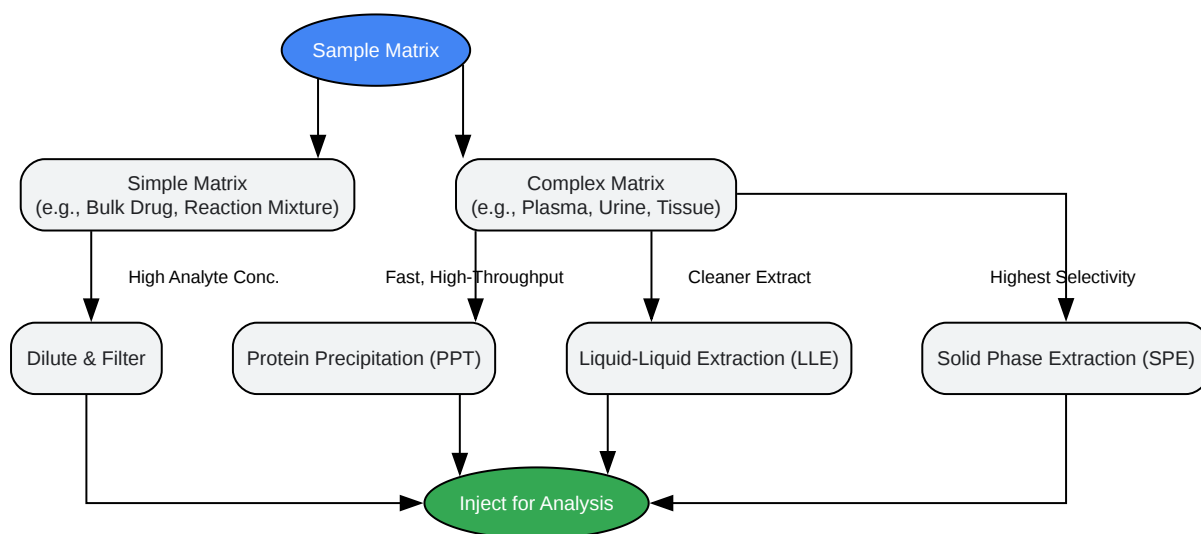 Sample Matrix
Simple Matrix
(e.g., Bulk Drug, Reaction Mixture)
Complex Matrix
(e.g., Plasma, Urine, Tissue)
High Analyte Conc.
Fast, High-Throughput
Cleaner Extract
Highest Selectivity
Dilute & Filter
Protein Precipitation (PPT)
Liquid-Liquid Extraction (LLE)
Solid Phase Extraction (SPE)
Inject for Analysis